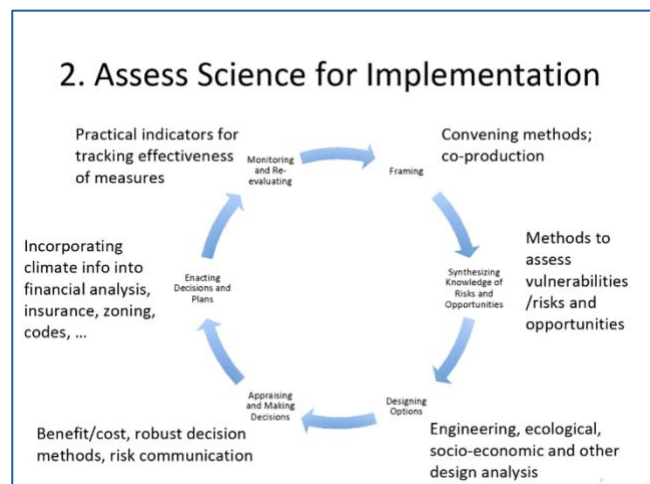 2. Assess Science for Implementation
Practical indicators for
tracking effectiveness
of measures
Monitoring
and Re-
evaluating
Framing
Convening methods;
co-production
Incorporating
climate info into
financial analysis,
insurance, zoning,
codes, ...
Enacting
Decisions and
Plans
Synthesizing
Knowledge of
Risks and
Opportunities
Methods to
assess
vulnerabilities
/risks and
opportunities
Appraising
and Making
Decisions
Designing
Options
Benefit/cost, robust decision
methods, risk communication
Engineering, ecological,
socio-economic and other
design analysis